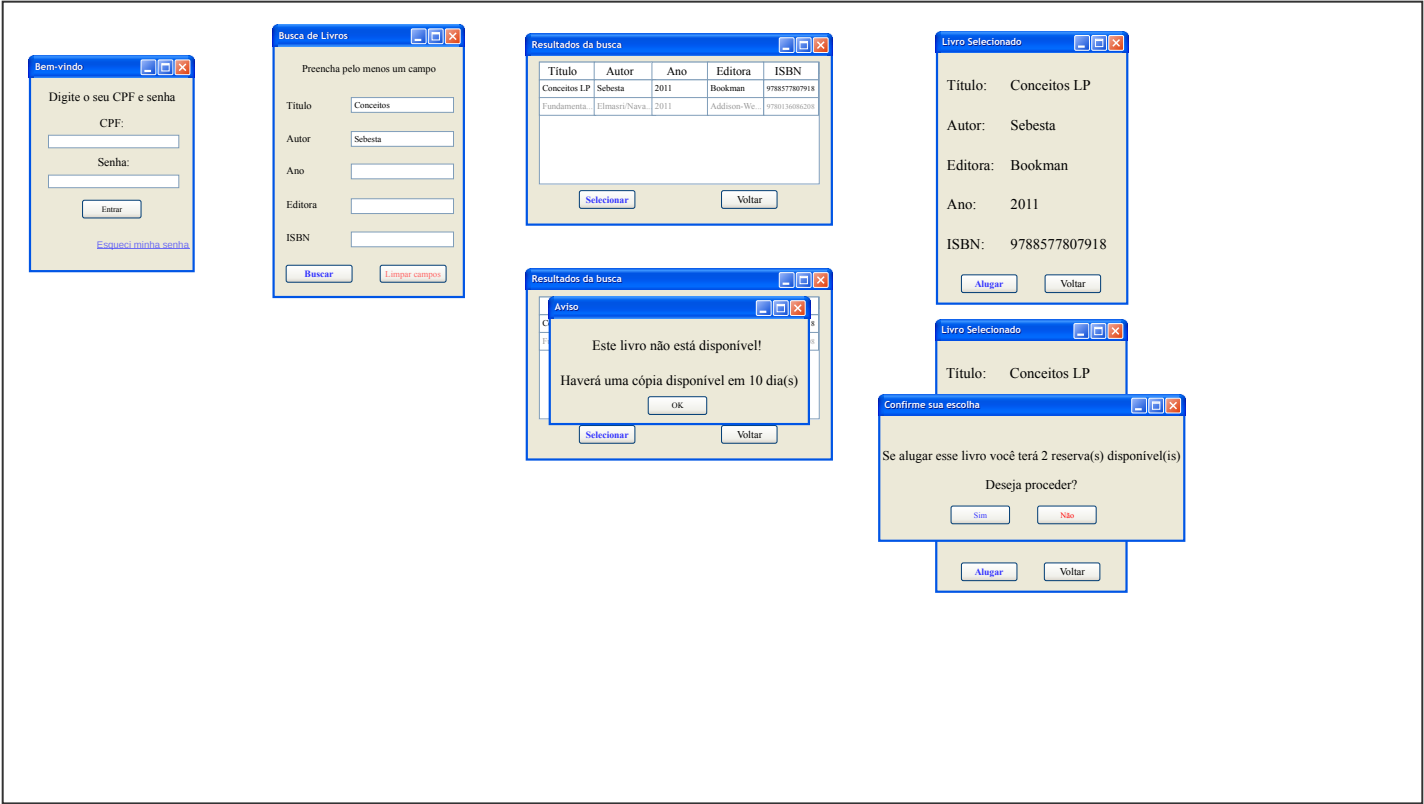 Bem-vindo
Digite o seu CPF e senha
CPF:
Senha:
Entrar
Esqueci minha senha
Busca de Livros
Preencha pelo menos um campo
Título Conceitos
Autor Sebesta
Ano
Editora
ISBN
Buscar Limpar campos
Resultados da busca
Título Autor Ano Editora ISBN
Conceitos LP Sebesta 2011 Bookman 9788577807918
Fundamenta... Elmasri/Nava... 2011 Addison-We... 9780136086208
Selecionar Voltar
Resultados da busca
Aviso
Este livro não está disponível!
Haverá uma cópia disponível em 10 dia(s)
OK
Selecionar Voltar
Livro Selecionado
Título: Conceitos LP
Autor: Sebesta
Editora: Bookman
Ano: 2011
ISBN: 9788577807918
Alugar Voltar
Livro Selecionado
Título: Conceitos LP
Confirme sua escolha
Se alugar esse livro você terá 2 reserva(s) disponível(is)
Deseja proceder?
Sim Não
Alugar Voltar